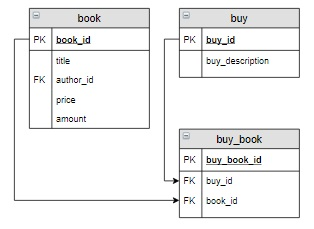 book
PK book_id
title
FK author_id
price
amount
buy
PK buy_id
buy_description
buy_book
PK buy_book_id
FK buy_id
FK book_id